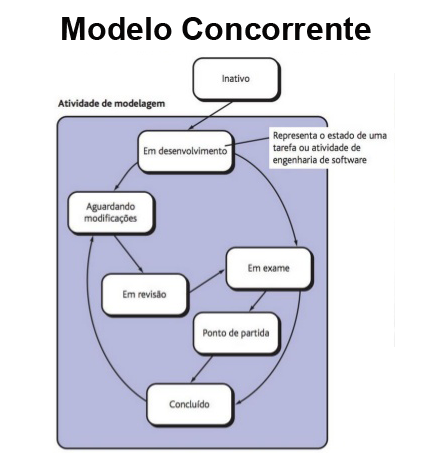 Modelo Concorrente
Inativo
Atividade de modelagem
Representa o estado de uma
tarefa ou atividade de
engenharia de software
Em desenvolvimento
Aguardando
modificações
Em exame
Em revisão
Ponto de partida
Concluído